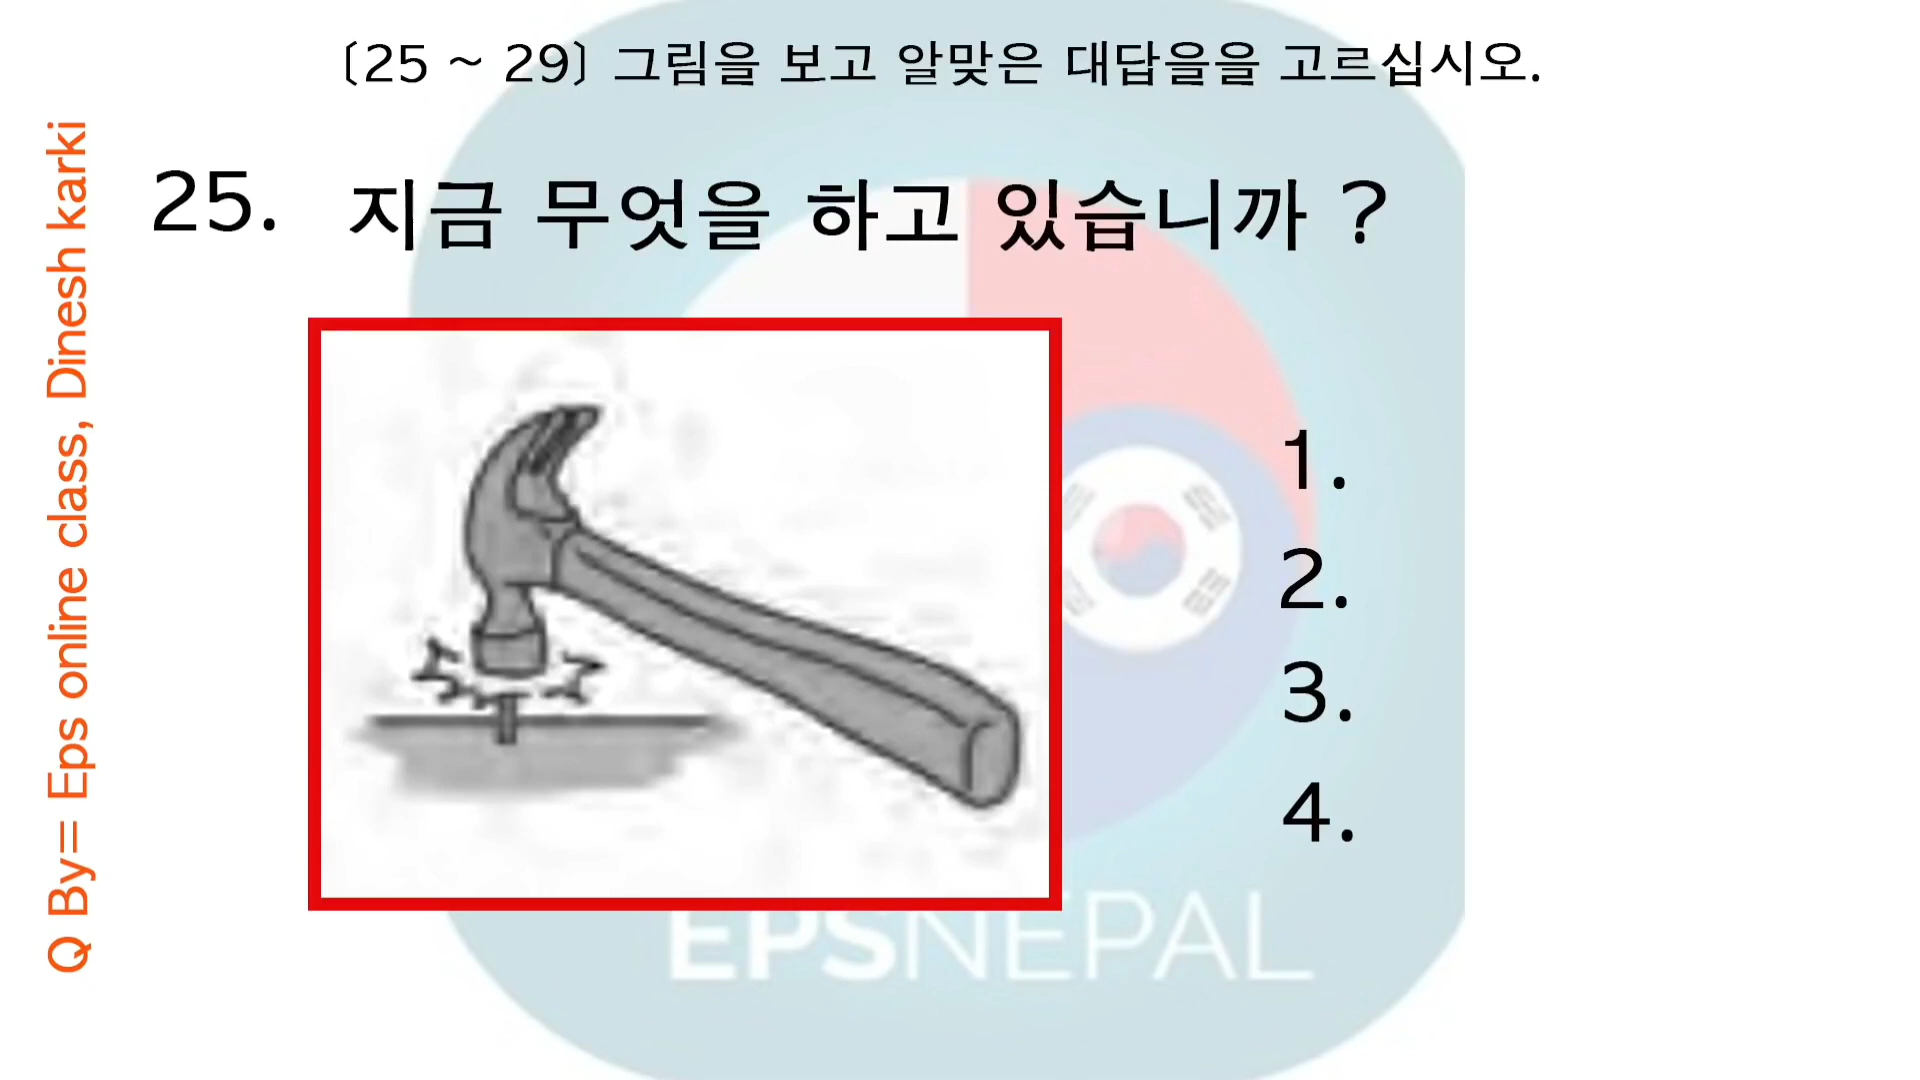 〔25 ~ 29〕 그림을 보고 알맞은 대답을을 고르십시오.
25. 지금 무엇을 하고 있습니까 ?
1.
2.
3.
4.
EPSNEPAL
Q By= Eps online class, Dinesh karki